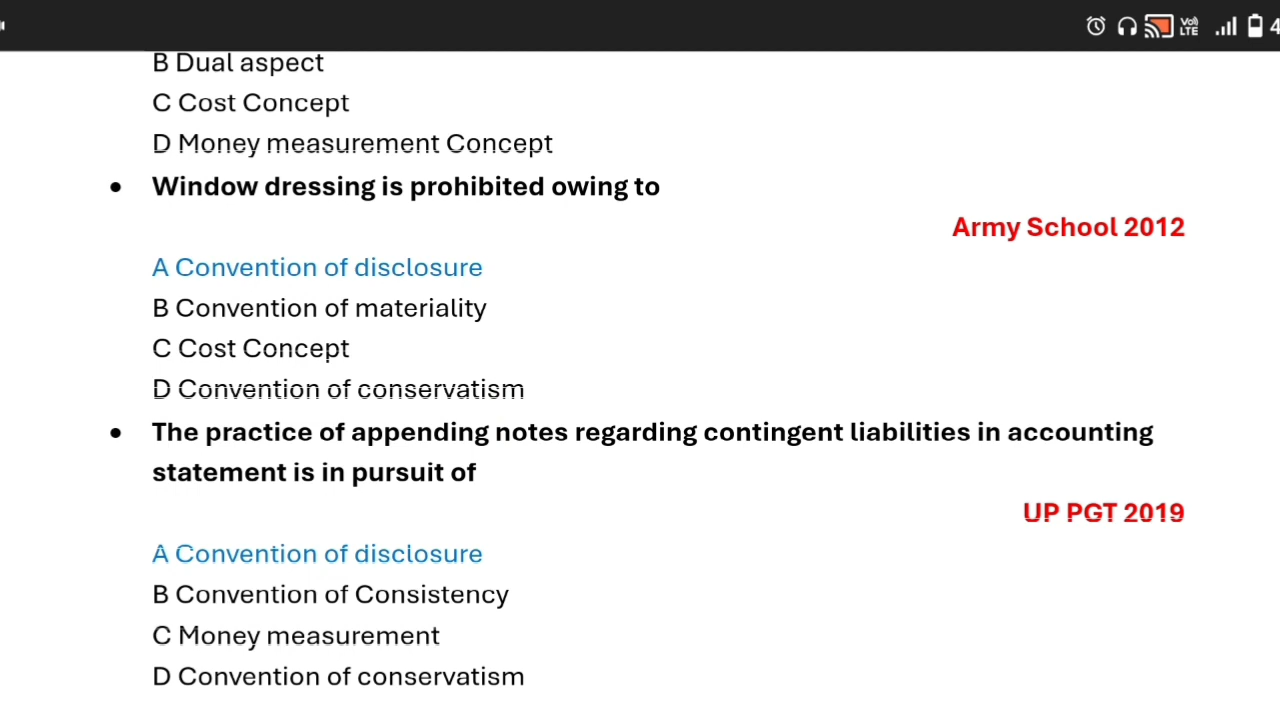 4
B Dual aspect
C Cost Concept
D Money measurement Concept
• Window dressing is prohibited owing to
Army School 2012
A Convention of disclosure
B Convention of materiality
C Cost Concept
D Convention of conservatism
• The practice of appending notes regarding contingent liabilities in accounting
statement is in pursuit of
UP PGT 2019
A Convention of disclosure
B Convention of Consistency
C Money measurement
D Convention of conservatism